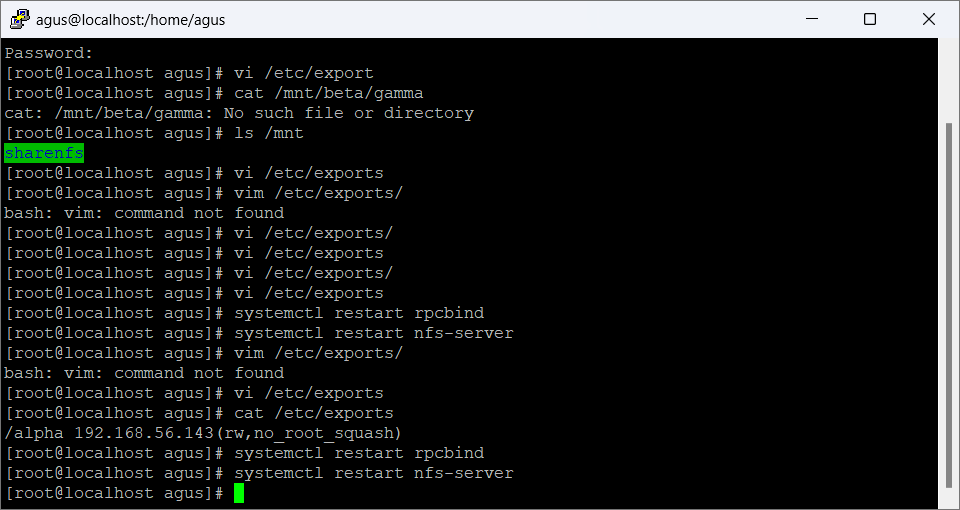 agus@localhost:/home/agus
Password:
[root@localhost agus]# vi /etc/export
[root@localhost agus]# cat /mnt/beta/gamma
cat: /mnt/beta/gamma: No such file or directory
[root@localhost agus]# ls /mnt
sharenfs
[root@localhost agus]# vi /etc/exports
[root@localhost agus]# vim /etc/exports/
bash: vim: command not found
[root@localhost agus]# vi /etc/exports/
[root@localhost agus]# vi /etc/exports
[root@localhost agus]# vi /etc/exports/
[root@localhost agus]# vi /etc/exports
[root@localhost agus]# systemctl restart rpcbind
[root@localhost agus]# systemctl restart nfs-server
[root@localhost agus]# vim /etc/exports/
bash: vim: command not found
[root@localhost agus]# vi /etc/exports
[root@localhost agus]# cat /etc/exports
/alpha 192.168.56.143(rw,no_root_squash)
[root@localhost agus]# systemctl restart rpcbind
[root@localhost agus]# systemctl restart nfs-server
[root@localhost agus]#